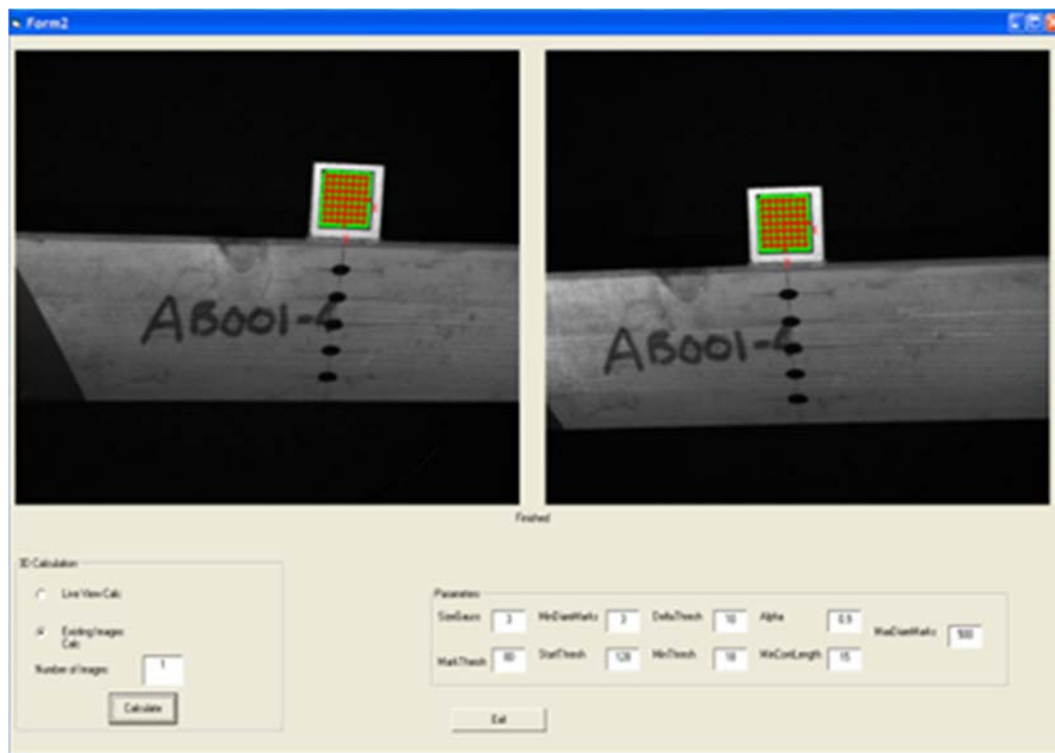 Form2
AB001-4
AB001-4
Finished
3D Calculation
Live View Calc
Existing Images
Calc
Number of Images 1
Calculate
Parameters
SizeGauss 3 MinDiamMarks 3 DeltaThresh 10 Alpha 0.5 MaxDiamMarks 500
MarkThresh 80 StartThresh 128 MinThresh 10 MinContLength 15
Exit